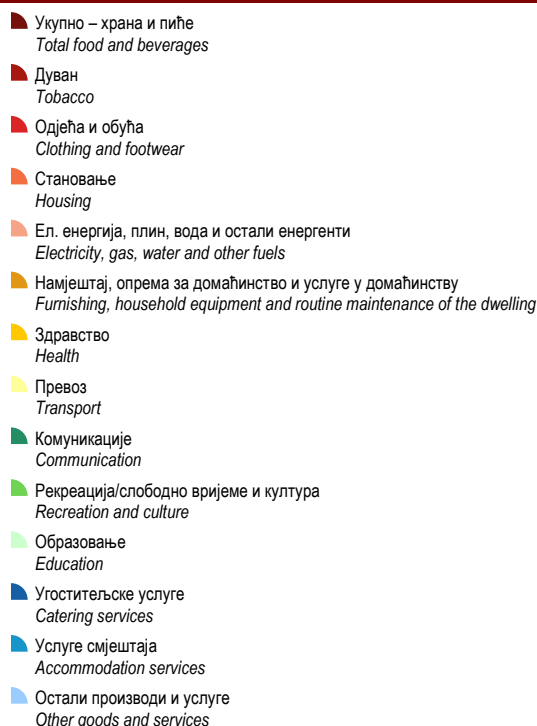 Укупно – храна и пиће
Total food and beverages
Дуван
Tobacco
Одјећа и обућа
Clothing and footwear
Становање
Housing
Ел. енергија, плин, вода и остали енергенти
Electricity, gas, water and other fuels
Намјештај, опрема за домаћинство и услуге у домаћинству
Furnishing, household equipment and routine maintenance of the dwelling
Здравство
Health
Превоз
Transport
Комуникације
Communication
Рекреација/слободно вријеме и култура
Recreation and culture
Образовање
Education
Угоститељске услуге
Catering services
Услуге смјештаја
Accommodation services
Остали производи и услуге
Other goods and services